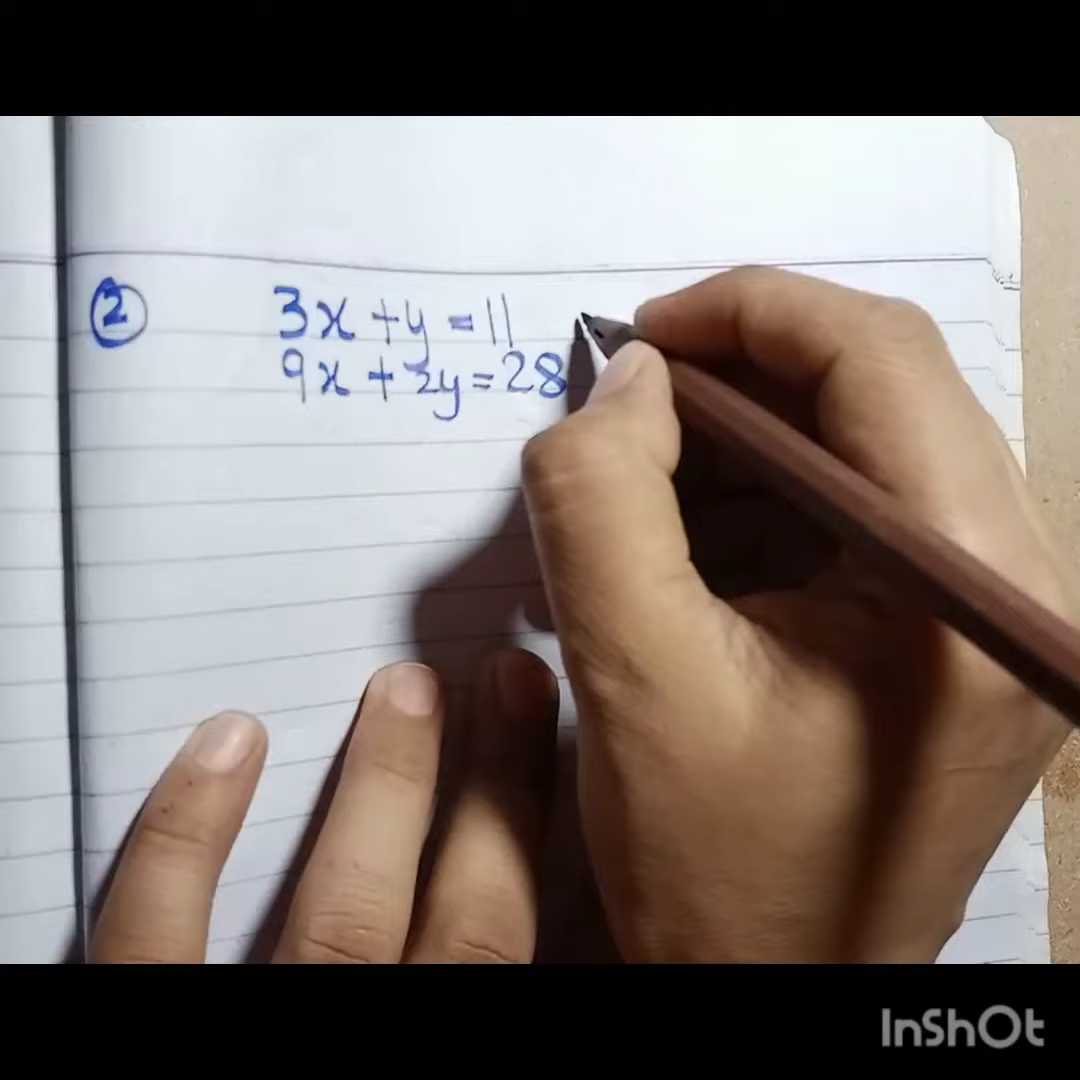 ② 3x + y = 11
9x + 2y = 28
InShOt